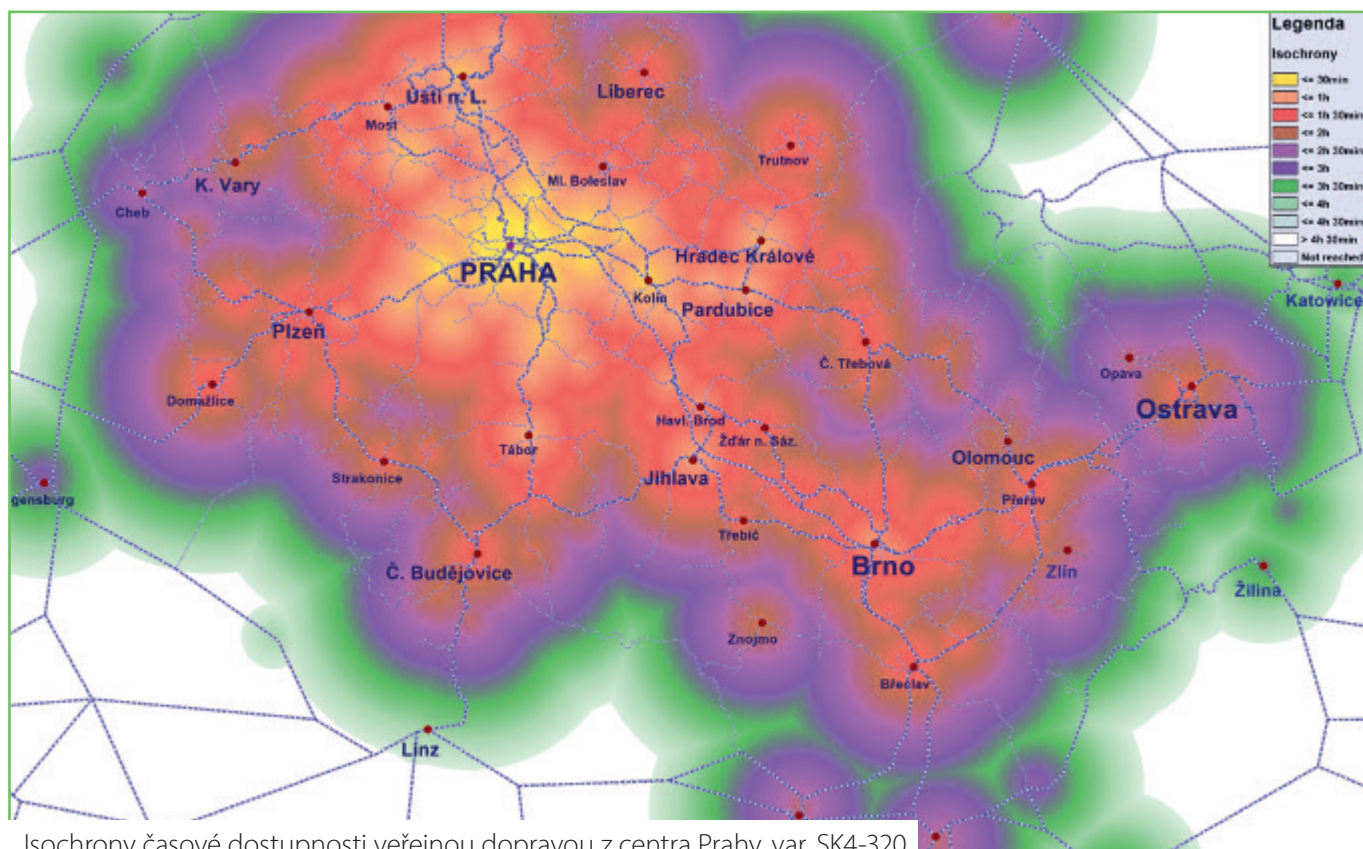 Legenda
Isochrony
<= 30min
<= 1h
<= 1h 30min
<= 2h
<= 2h 30min
<= 3h
<= 3h 30min
<= 4h
<= 4h 30min
> 4h 30min
Not reached
Ústí n. L.
Liberec
Most
Trutnov
K. Vary
Ml. Boleslav
Cheb
PRAHA
Hradec Králové
Kolín
Pardubice
Katowice
Plzeň
Č. Třebová
Opava
Domažlice
Ostrava
Havl. Brod
Žďár n. Sáz.
Tábor
Olomouc
Strakonice
Jihlava
Přerov
gensburg
Třebíč
Brno
Č. Budějovice
Zlín
Žilina
Znojmo
Břeclav
Linz
Isochrony časové dostupnosti veřejnou dopravou z centra Prahy, var. SK4-320